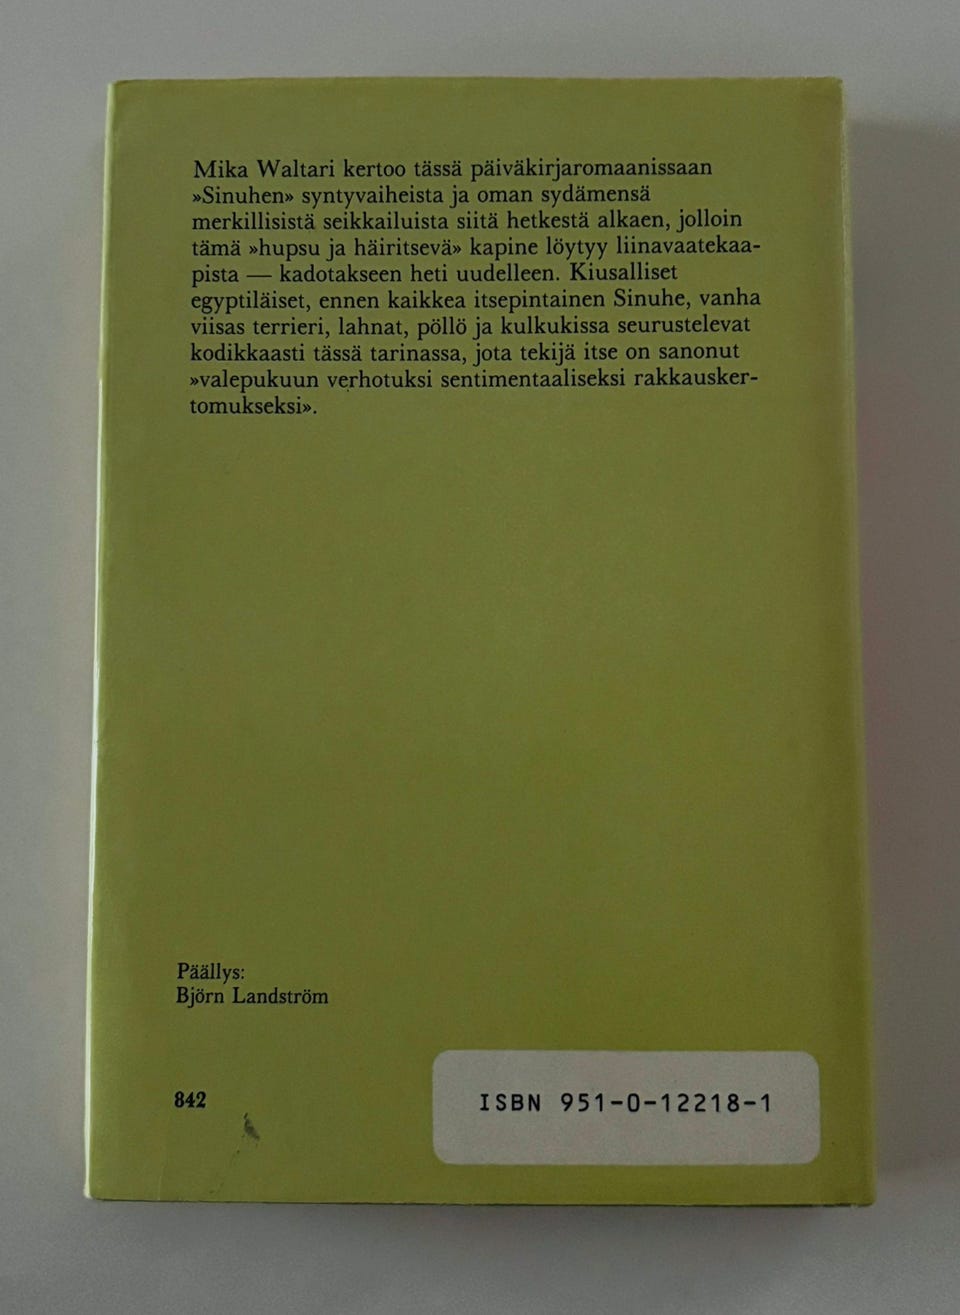 Mika Waltari kertoo tässä päiväkirjaromaanissaan
»Sinuhen» syntyvaiheista ja oman sydämensä
merkillisistä seikkailuista siitä hetkestä alkaen, jolloin
tämä »hupsu ja häiritsevä» kapine löytyy liinavaatekaa-
pista — kadotakseen heti uudelleen. Kiusalliset
egyptiläiset, ennen kaikkea itsepintainen Sinuhe, vanha
viisas terrieri, lahnat, pöllö ja kulkukissa seurustelevat
kodikkaasti tässä tarinassa, jota tekijä itse on sanonut
»valepukuun verhotuksi sentimentaaliseksi rakkausker-
tomukseksi».
Päällys:
Björn Landström
842
ISBN 951-0-12218-1